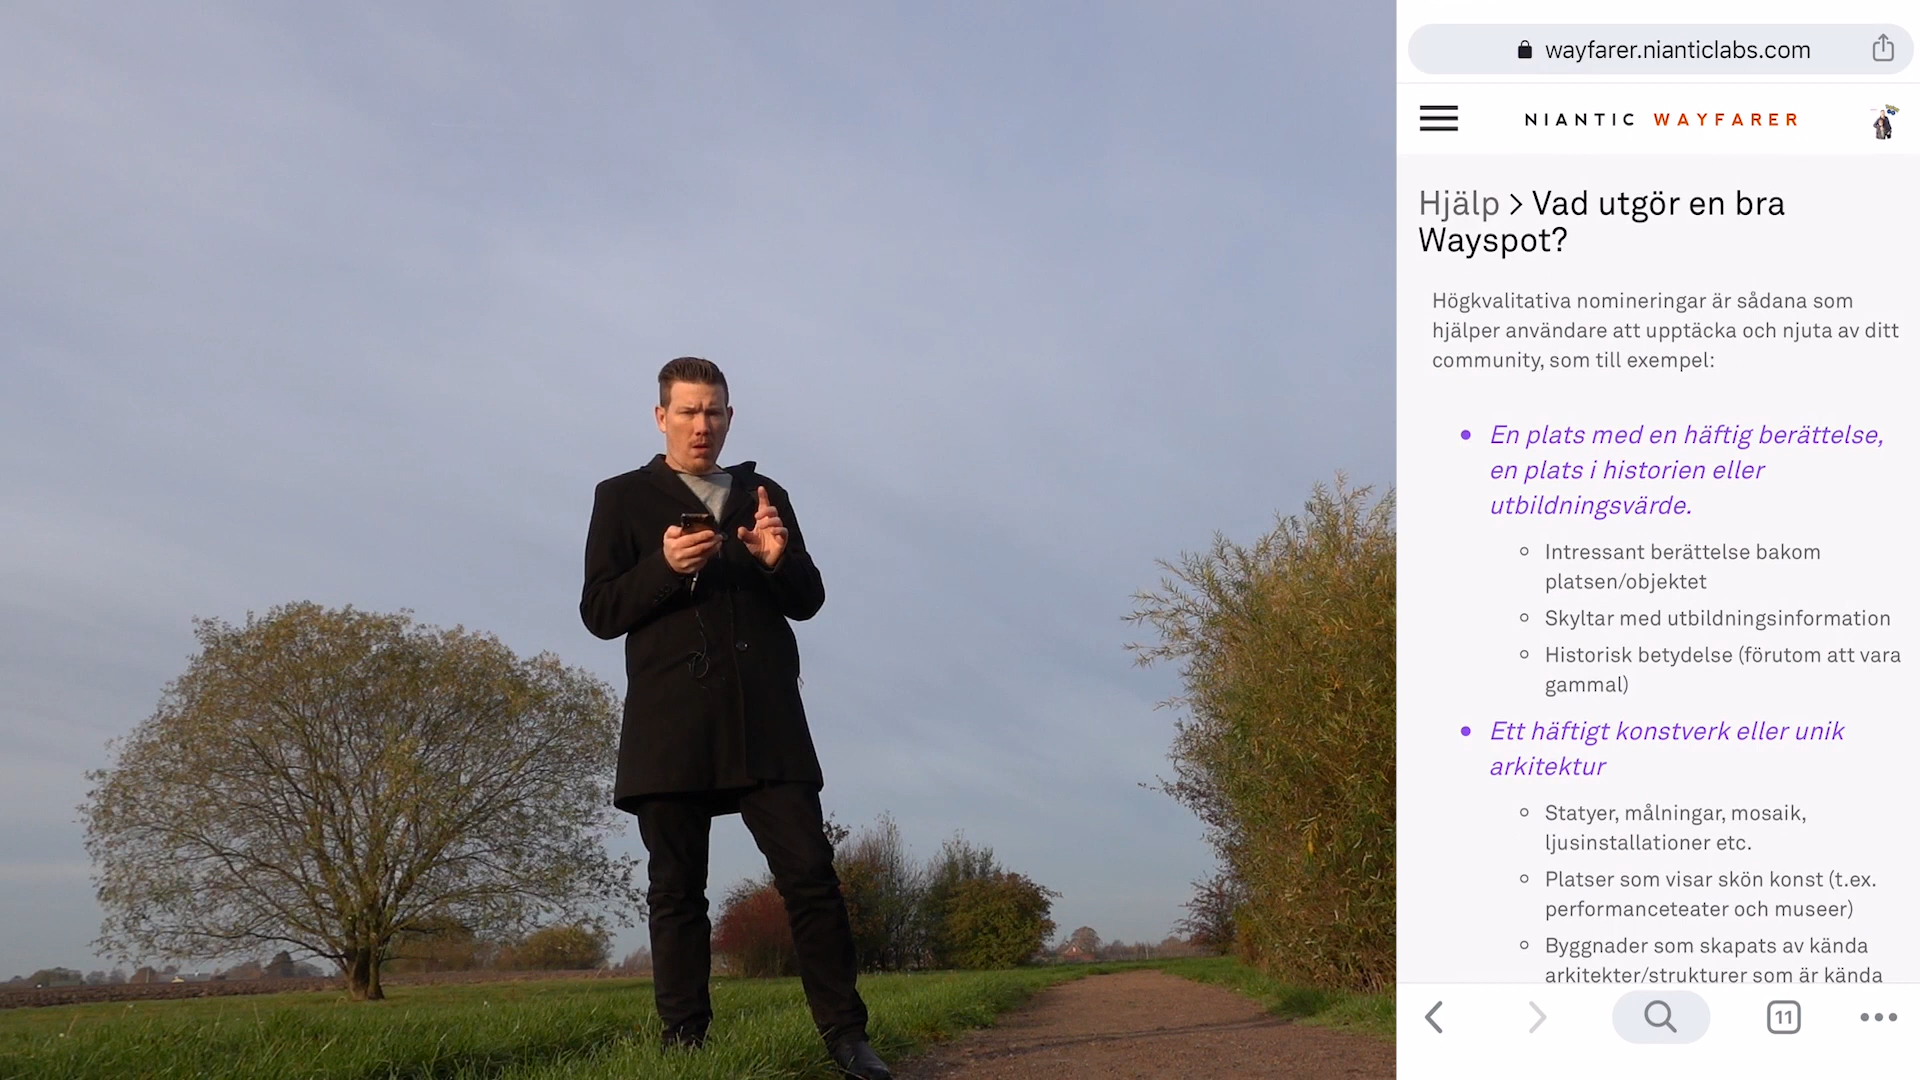 wayfarer.nianticlabs.com
NIANTIC WAYFARER
Hjälp > Vad utgör en bra
Wayspot?
Högkvalitativa nomineringar är sådana som
hjälper användare att upptäcka och njuta av ditt
community, som till exempel:
En plats med en häftig berättelse,
en plats i historien eller
utbildningsvärde.
Intressant berättelse bakom
platsen/objektet
Skyltar med utbildningsinformation
Historisk betydelse (förutom att vara
gammal)
Ett häftigt konstverk eller unik
arkitektur
Statyer, målningar, mosaik,
ljusinstallationer etc.
Platser som visar skön konst (t.ex.
performanceteater och museer)
Byggnader som skapats av kända
arkitekter/strukturer som är kända
11